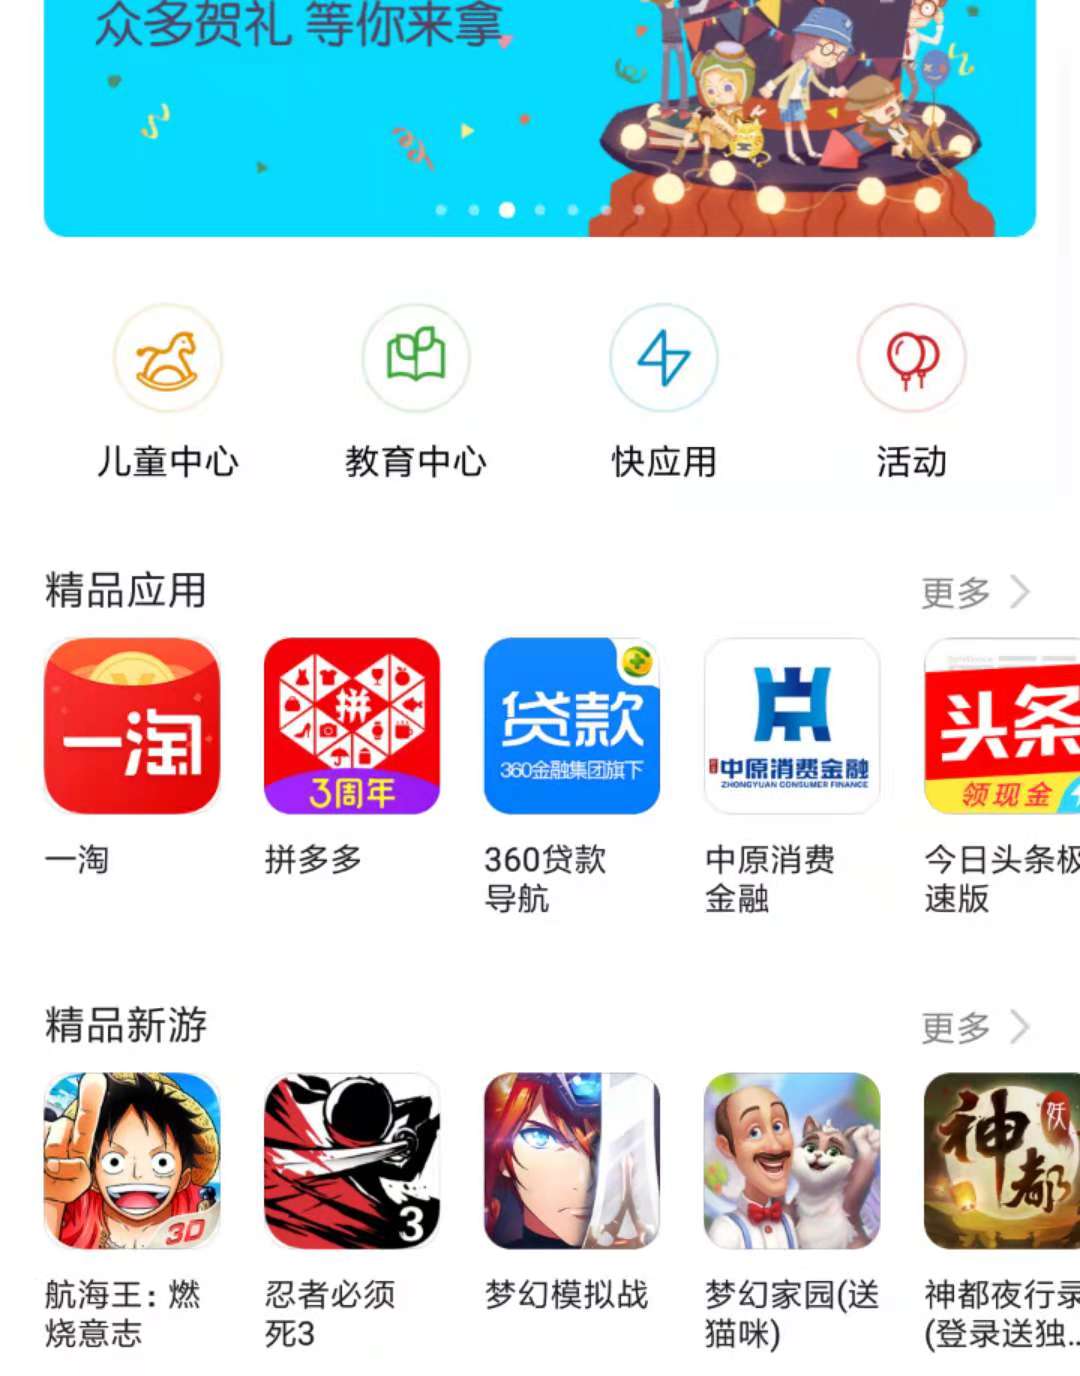 众多贺礼 等你来拿
儿童中心
教育中心
快应用
活动
精品应用
更多
一淘
拼
3周年
贷款
360金融集团旗下
中原消费金融
ZHONGYUAN CONSUMER FINANCE
头条
领现金
一淘
拼多多
360贷款
导航
中原消费
金融
今日头条极
速版
精品新游
更多
3D
3
神都
妖
航海王：燃
烧意志
忍者必须
死3
梦幻模拟战
梦幻家园(送
猫咪)
神都夜行录
(登录送独...